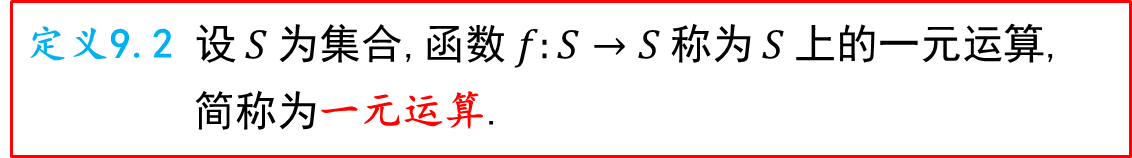 定义9.2 设 S 为集合, 函数 f: S → S 称为 S 上的一元运算,
简称为一元运算.